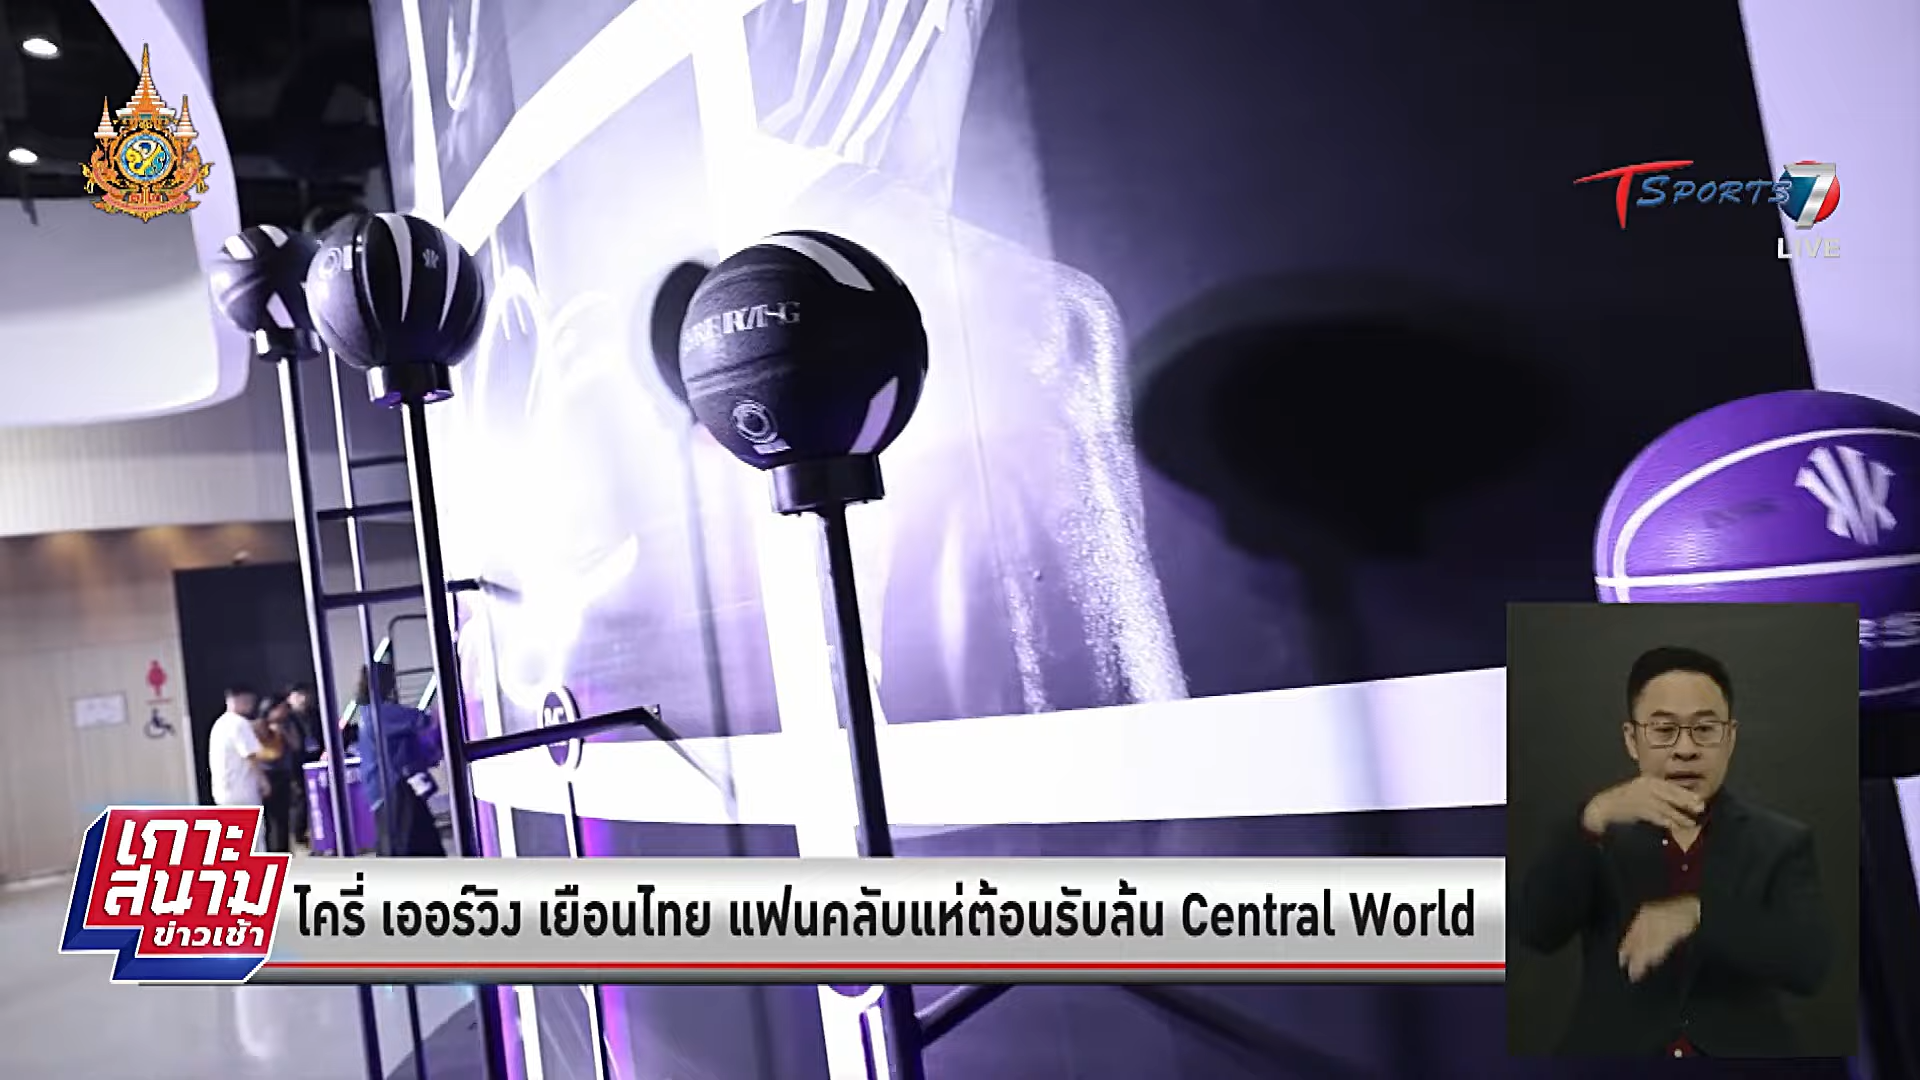 TSPORTS 7
LIVE
เกาะ
สนาม
ข่าวเช้า
ไครี่ เออร์วิง เยือนไทย แฟนคลับแห่ต้อนรับล้น Central World